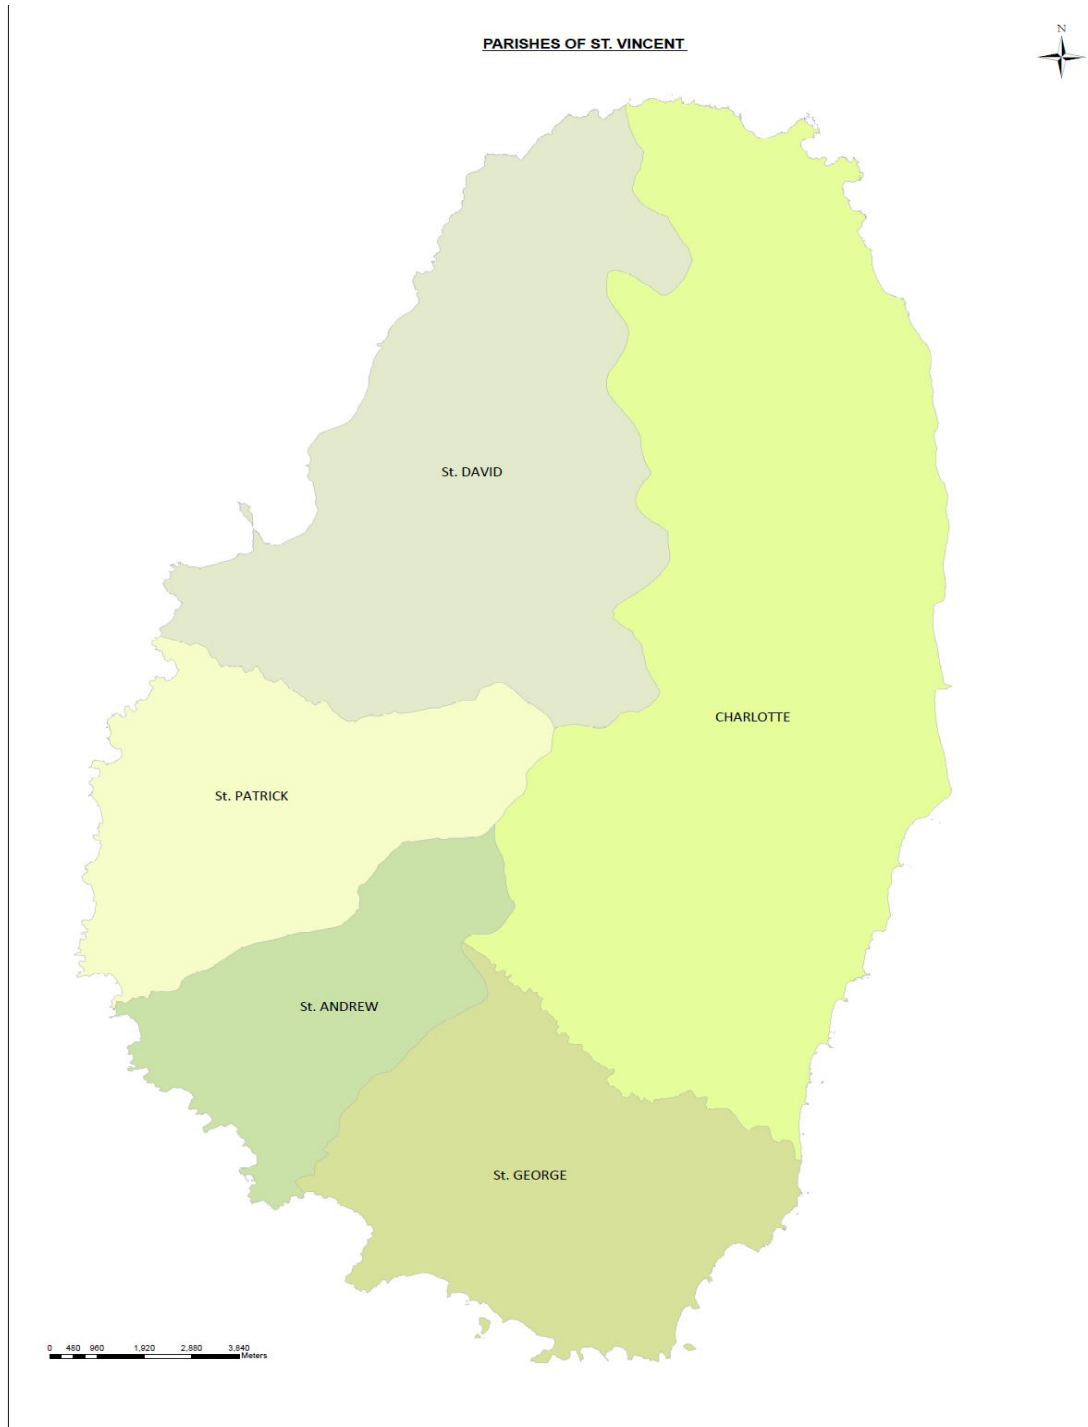 PARISHES OF ST. VINCENT
N
St. DAVID
CHARLOTTE
St. PATRICK
St. ANDREW
St. GEORGE
0 480 960 1,920 2,880 3,840
Meters